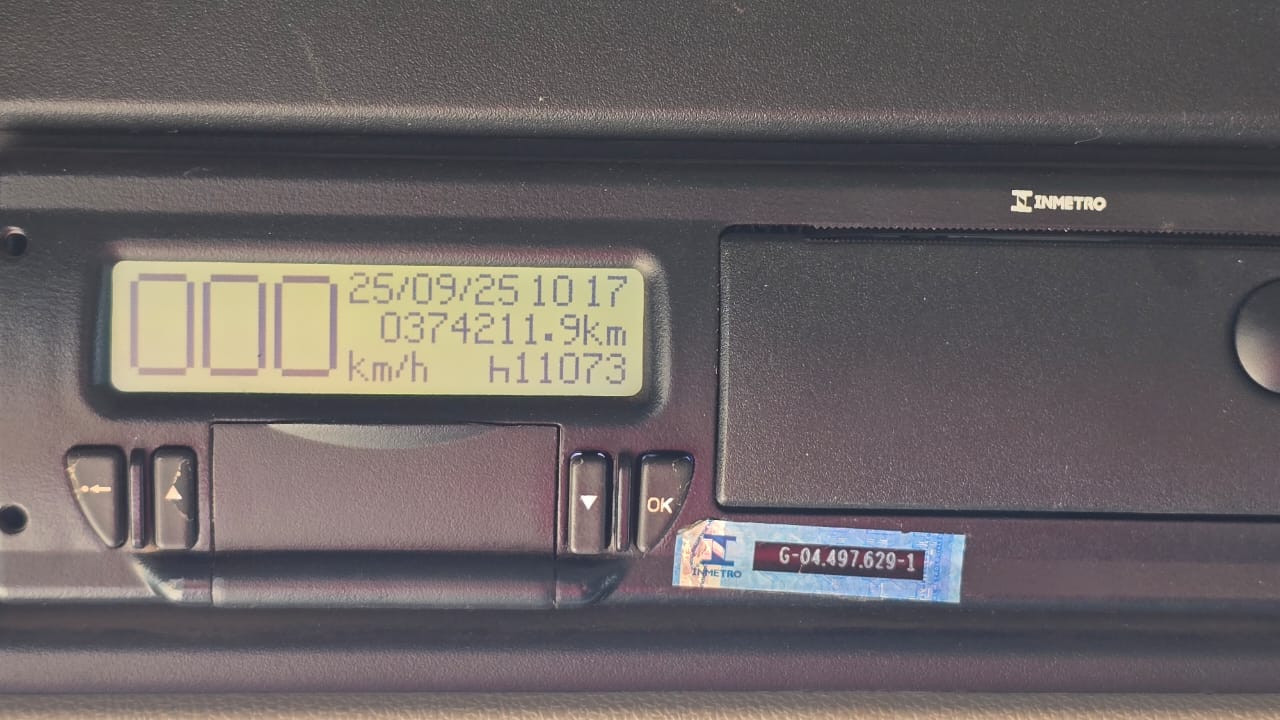 INMETRO
000 25/09/25 10 17
0374211.9km
km/h h11073
OK
INMETRO G-04.497.629-1